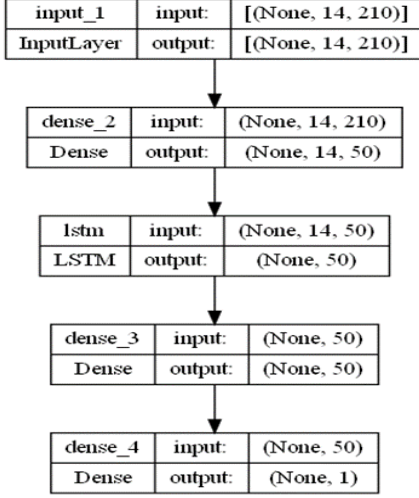 input_1 input: [(None, 14, 210)]
InputLayer output: [(None, 14, 210)]
dense_2 input: (None, 14, 210)
Dense output: (None, 14, 50)
lstm input: (None, 14, 50)
LSTM output: (None, 50)
dense_3 input: (None, 50)
Dense output: (None, 50)
dense_4 input: (None, 50)
Dense output: (None, 1)